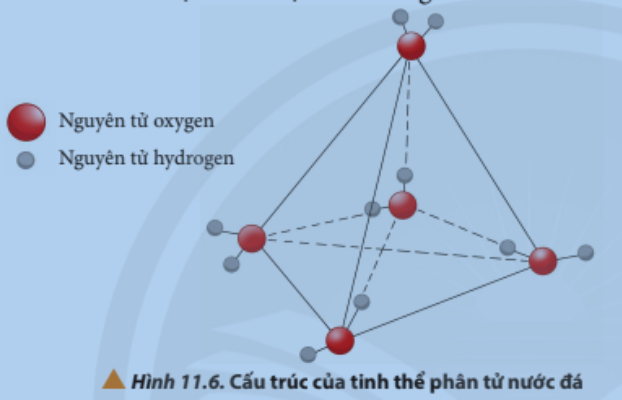 Nguyên tử oxygen
Nguyên tử hydrogen
Hình 11.6. Cấu trúc của tinh thể phân tử nước đá